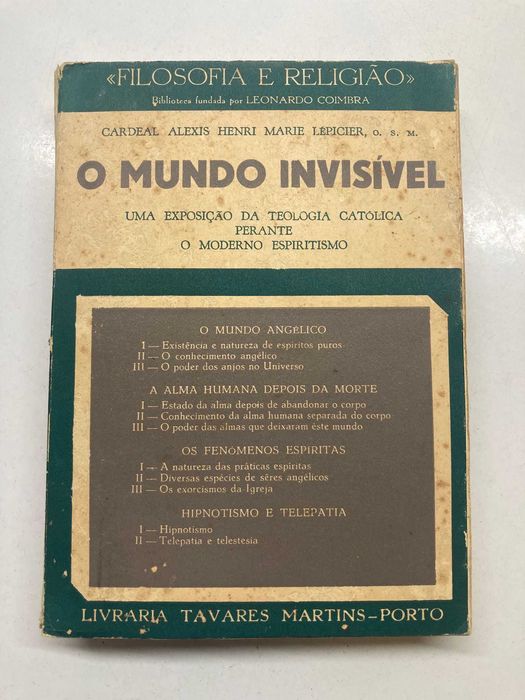 «FILOSOFIA E RELIGIÃO»
Biblioteca fundada por LEONARDO COIMBRA
CARDEAL ALEXIS HENRI MARIE LÉPICIER, O. S. M.
O MUNDO INVISÍVEL
UMA EXPOSIÇÃO DA TEOLOGIA CATÓLICA
PERANTE
O MODERNO ESPIRITISMO
O MUNDO ANGÉLICO
I — Existência e natureza de espíritos puros
II — O conhecimento angélico
III — O poder dos anjos no Universo
A ALMA HUMANA DEPOIS DA MORTE
I — Estado da alma depois de abandonar o corpo
II — Conhecimento da alma humana separada do corpo
III — O poder das almas que deixaram êste mundo
OS FENÓMENOS ESPÍRITAS
I — A natureza das práticas espíritas
II — Diversas espécies de sêres angélicos
III — Os exorcismos da Igreja
HIPNOTISMO E TELEPATIA
I — Hipnotismo
II — Telepatia e telestesia
LIVRARIA TAVARES MARTINS-PORTO